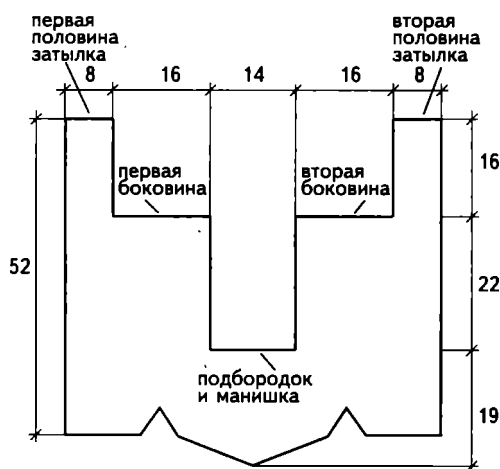 первая
половина
затылка
вторая
половина
затылка
8 16 14 16 8
первая
боковина
вторая
боковина
16
52
22
подбородок
и манишка
19